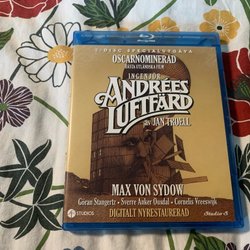 2-DISC SPECIALUTGÅVA
OSCARNOMINERAD
BÄSTA UTLÄNDSKA FILM
INGENJÖR
ANDRÉES
LUFTFÄRD
av JAN TROELL
MAX VON SYDOW
Göran Stangertz • Sverre Anker Ousdal • Cornelis Vreeswijk
DIGITALT NYRESTAURERAD
STUDIOS
Studio S